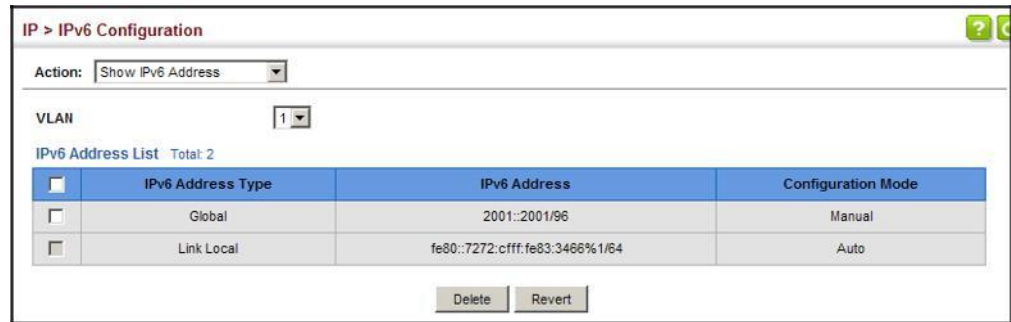 IP > IPv6 Configuration
?
Action: Show IPv6 Address
VLAN 1
IPv6 Address List Total: 2
IPv6 Address Type IPv6 Address Configuration Mode
Global 2001::2001/96 Manual
Link Local fe80::7272:cfff:fe83:3466%1/64 Auto
Delete Revert